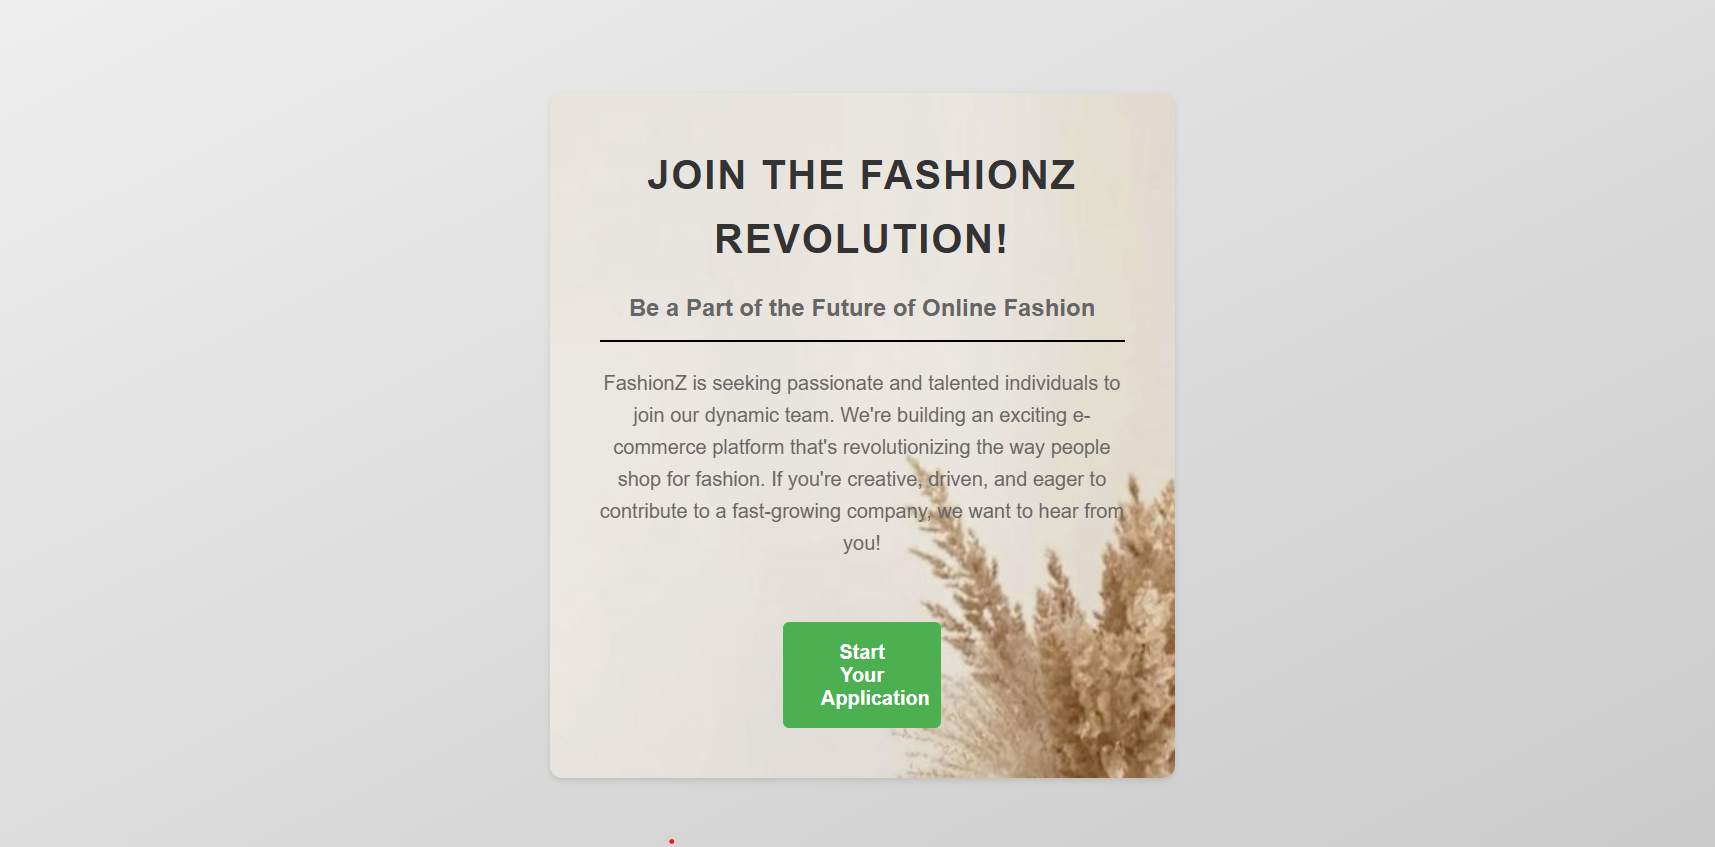 JOIN THE FASHIONZ
REVOLUTION!
Be a Part of the Future of Online Fashion
FashionZ is seeking passionate and talented individuals to
join our dynamic team. We're building an exciting e-
commerce platform that's revolutionizing the way people
shop for fashion. If you're creative, driven, and eager to
contribute to a fast-growing company, we want to hear from
you!
Start
Your
Application